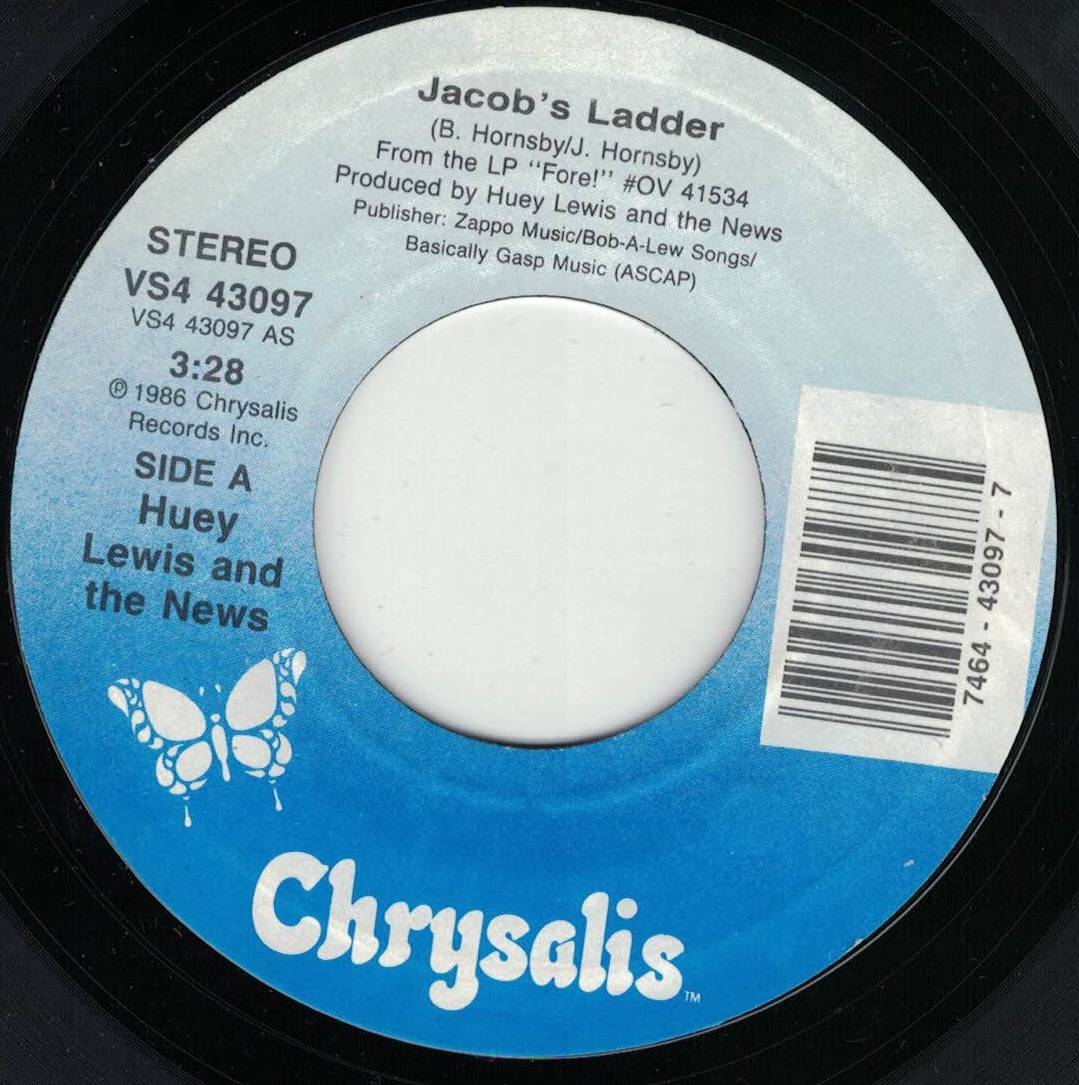 Jacob's Ladder
(B. Hornsby/J. Hornsby)
From the LP "Fore!" #OV 41534
Produced by Huey Lewis and the News
Publisher: Zappo Music/Bob-A-Lew Songs/
Basically Gasp Music (ASCAP)
STEREO
VS4 43097
VS4 43097 AS
3:28
℗ 1986 Chrysalis
Records Inc.
SIDE A
Huey
Lewis and
the News
7464 - 43097 - 7
Chrysalis™